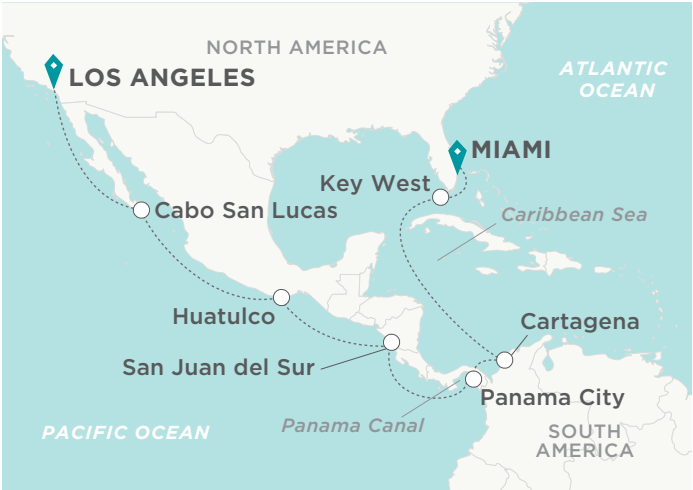 NORTH AMERICA
LOS ANGELES
ATLANTIC
OCEAN
MIAMI
Key West
Cabo San Lucas
Caribbean Sea
Huatulco
Cartagena
San Juan del Sur
Panama City
Panama Canal
PACIFIC OCEAN
SOUTH
AMERICA